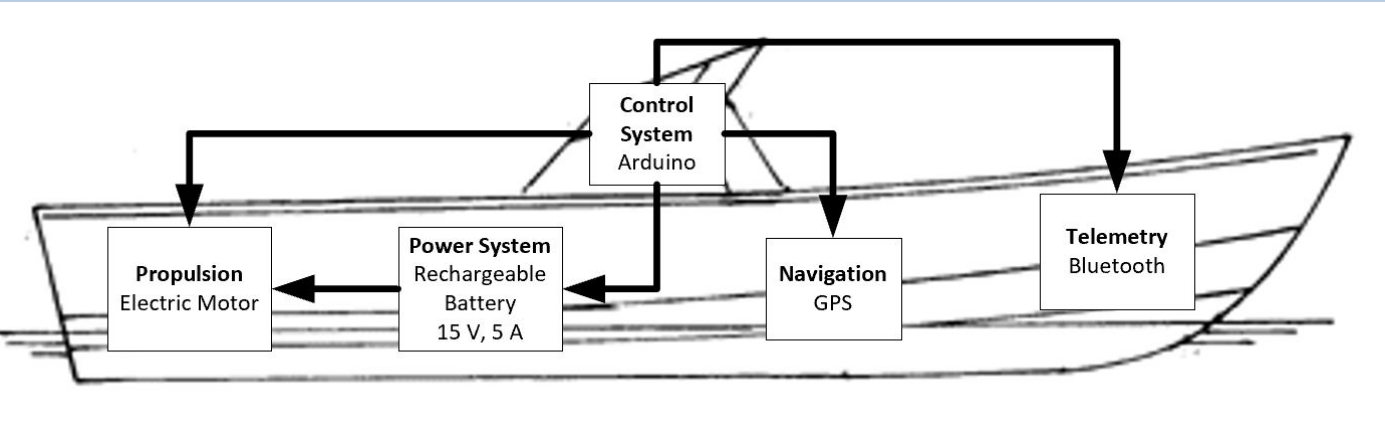 Control
System
Arduino
Propulsion
Electric Motor
Power System
Rechargeable
Battery
15 V, 5 A
Navigation
GPS
Telemetry
Bluetooth